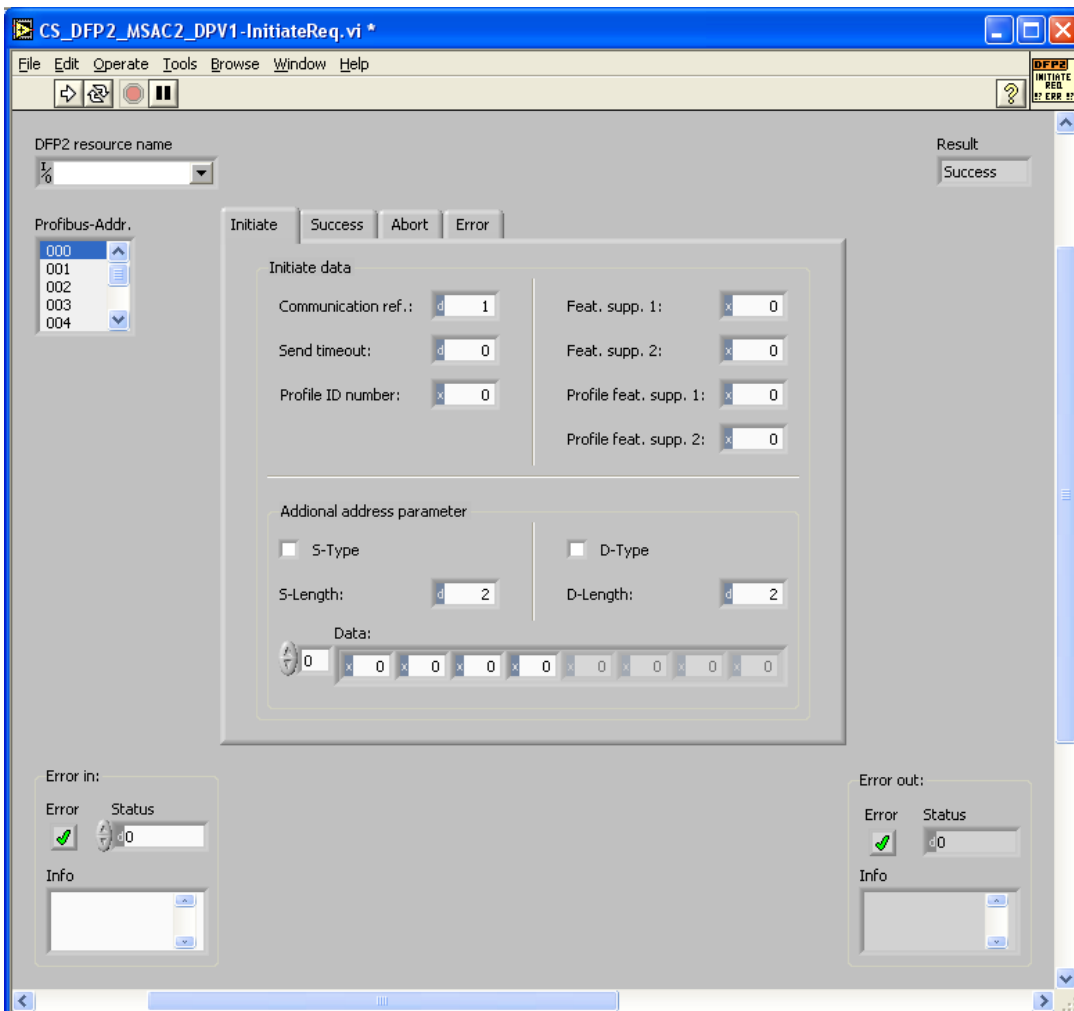 CS_DFP2_MSAC2_DPV1-InitiateReq.vi *
File Edit Operate Tools Browse Window Help
DFP2
INITIATE
REQ
!? ERR !?
DFP2 resource name
I/O
Result
Success
Profibus-Addr.
000
001
002
003
004
Initiate Success Abort Error
Initiate data
Communication ref.: d 1
Feat. supp. 1: x 0
Send timeout: d 0
Feat. supp. 2: x 0
Profile ID number: x 0
Profile feat. supp. 1: x 0
Profile feat. supp. 2: x 0
Addional address parameter
S-Type
D-Type
S-Length: d 2
D-Length: d 2
Data:
0 x 0 x 0 x 0 x 0 x 0 x 0 x 0 x 0
Error in:
Error Status
d0
Info
Error out:
Error Status
d0
Info